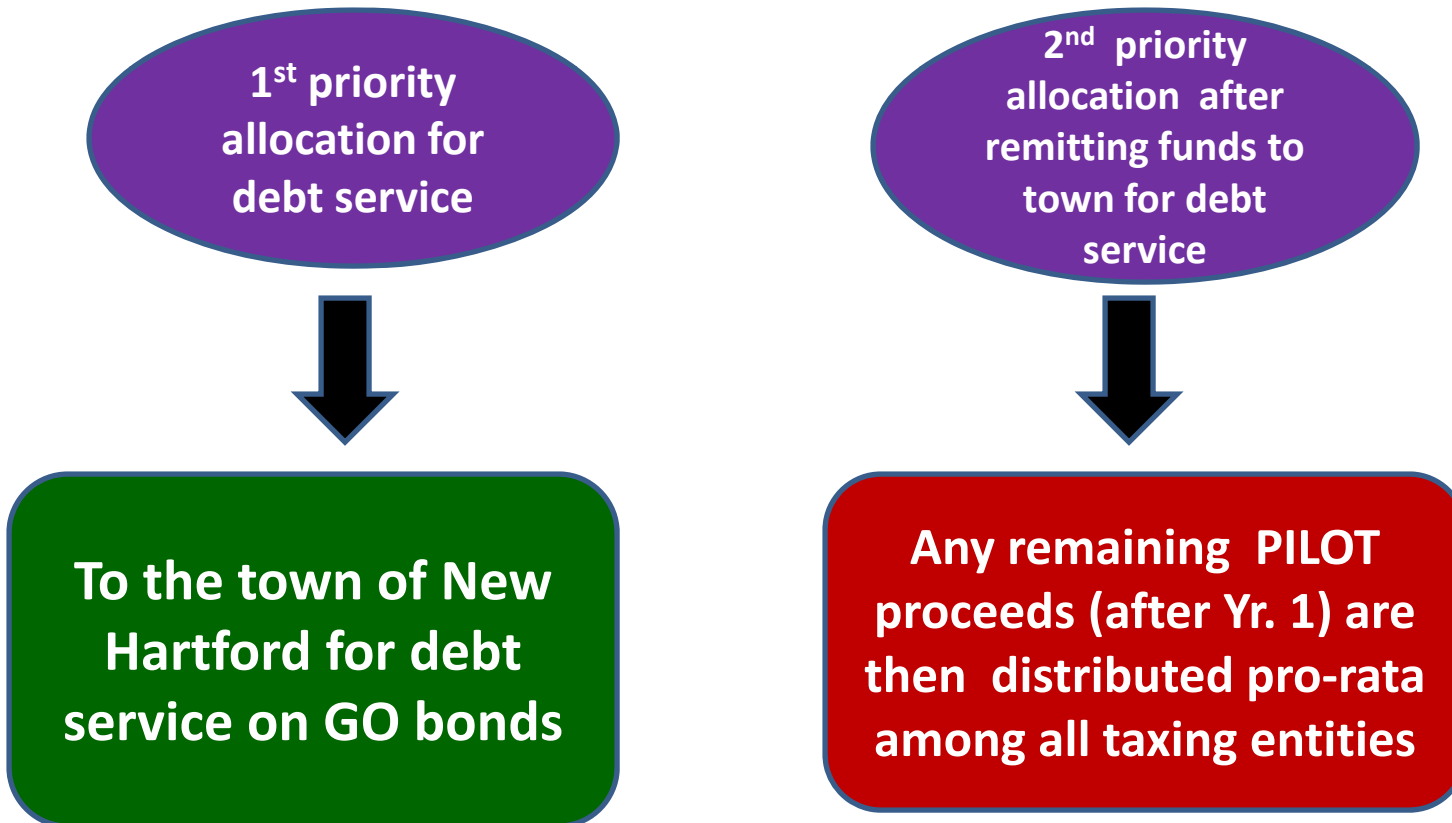 1st priority
allocation for
debt service
2nd priority
allocation after
remitting funds to
town for debt
service
To the town of New
Hartford for debt
service on GO bonds
Any remaining PILOT
proceeds (after Yr. 1) are
then distributed pro-rata
among all taxing entities